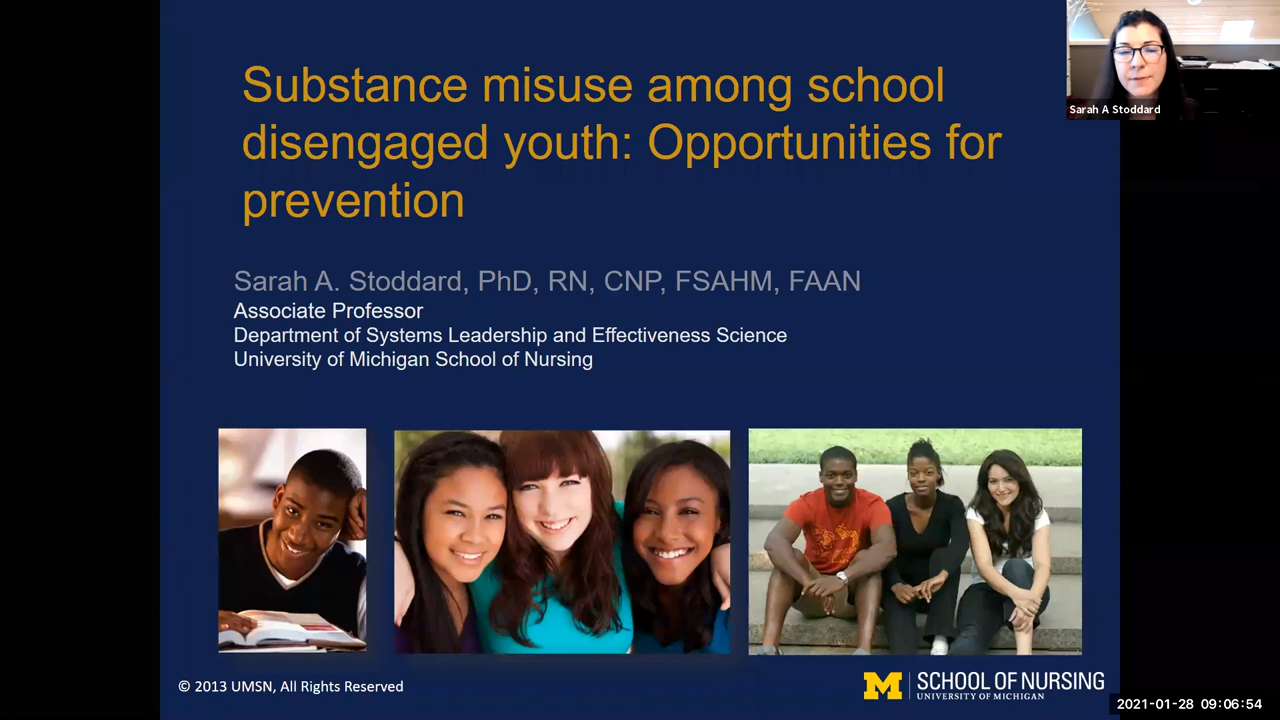 Substance misuse among school
disengaged youth: Opportunities for
prevention
Sarah A Stoddard
Sarah A. Stoddard, PhD, RN, CNP, FSAHM, FAAN
Associate Professor
Department of Systems Leadership and Effectiveness Science
University of Michigan School of Nursing
© 2013 UMSN, All Rights Reserved
M SCHOOL OF NURSING
UNIVERSITY OF MICHIGAN
2021-01-28 09:06:54